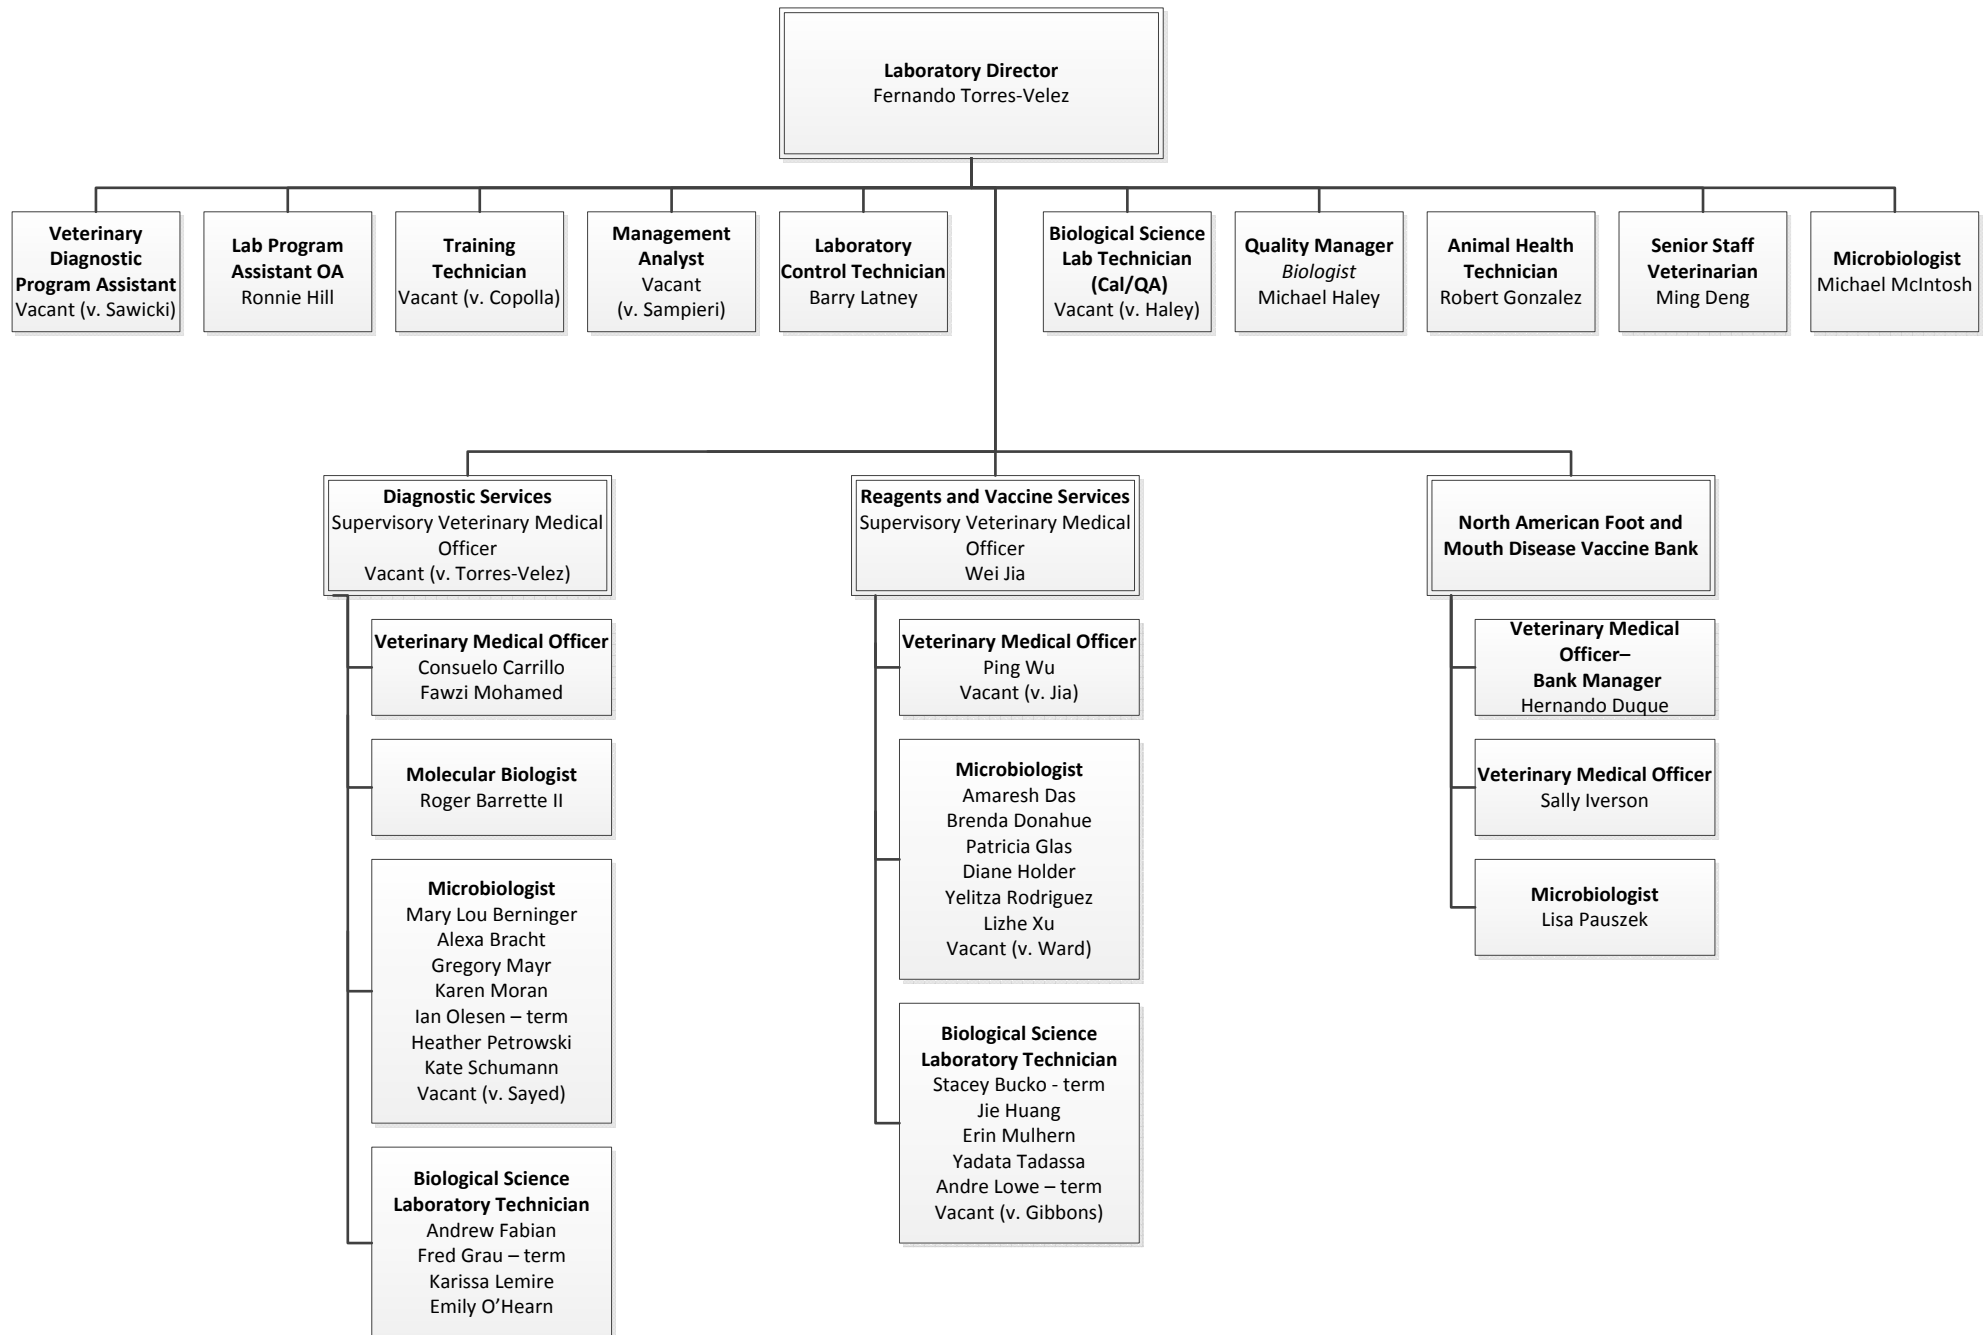 Laboratory Director
Fernando Torres-Velez
Veterinary
Diagnostic
Program Assistant
Vacant (v. Sawicki)
Lab Program
Assistant OA
Ronnie Hill
Training
Technician
Vacant (v. Copolla)
Management
Analyst
Vacant
(v. Sampieri)
Laboratory
Control Technician
Barry Latney
Biological Science
Lab Technician
(Cal/QA)
Vacant (v. Haley)
Quality Manager
Biologist
Michael Haley
Animal Health
Technician
Robert Gonzalez
Senior Staff
Veterinarian
Ming Deng
Microbiologist
Michael McIntosh
Diagnostic Services
Supervisory Veterinary Medical
Officer
Vacant (v. Torres-Velez)
Veterinary Medical Officer
Consuelo Carrillo
Fawzi Mohamed
Molecular Biologist
Roger Barrette II
Microbiologist
Mary Lou Berninger
Alexa Bracht
Gregory Mayr
Karen Moran
Ian Olesen – term
Heather Petrowski
Kate Schumann
Vacant (v. Sayed)
Biological Science
Laboratory Technician
Andrew Fabian
Fred Grau – term
Karissa Lemire
Emily O’Hearn
Reagents and Vaccine Services
Supervisory Veterinary Medical
Officer
Wei Jia
Veterinary Medical Officer
Ping Wu
Vacant (v. Jia)
Microbiologist
Amaresh Das
Brenda Donahue
Patricia Glas
Diane Holder
Yelitza Rodriguez
Lizhe Xu
Vacant (v. Ward)
Biological Science
Laboratory Technician
Stacey Bucko - term
Jie Huang
Erin Mulhern
Yadata Tadassa
Andre Lowe – term
Vacant (v. Gibbons)
North American Foot and
Mouth Disease Vaccine Bank
Veterinary Medical
Officer–
Bank Manager
Hernando Duque
Veterinary Medical Officer
Sally Iverson
Microbiologist
Lisa Pauszek